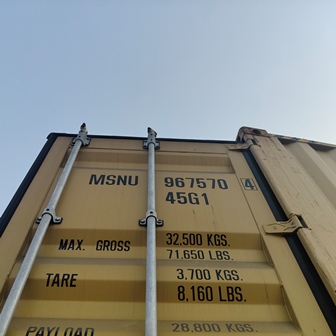 MSNU 967570 4
45G1
MAX. GROSS 32,500 KGS.
71,650 LBS.
TARE 3,700 KGS.
8,160 LBS.
PAYLOAD 28,800 KGS.